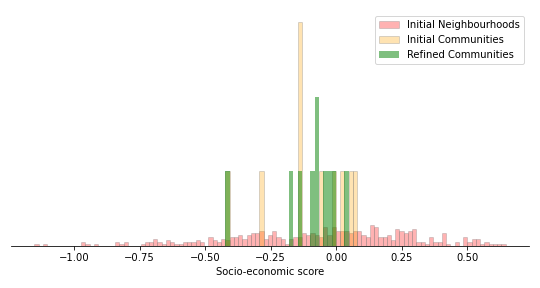 Initial Neighbourhoods
Initial Communities
Refined Communities
−1.00 −0.75 −0.50 −0.25 0.00 0.25 0.50
Socio-economic score